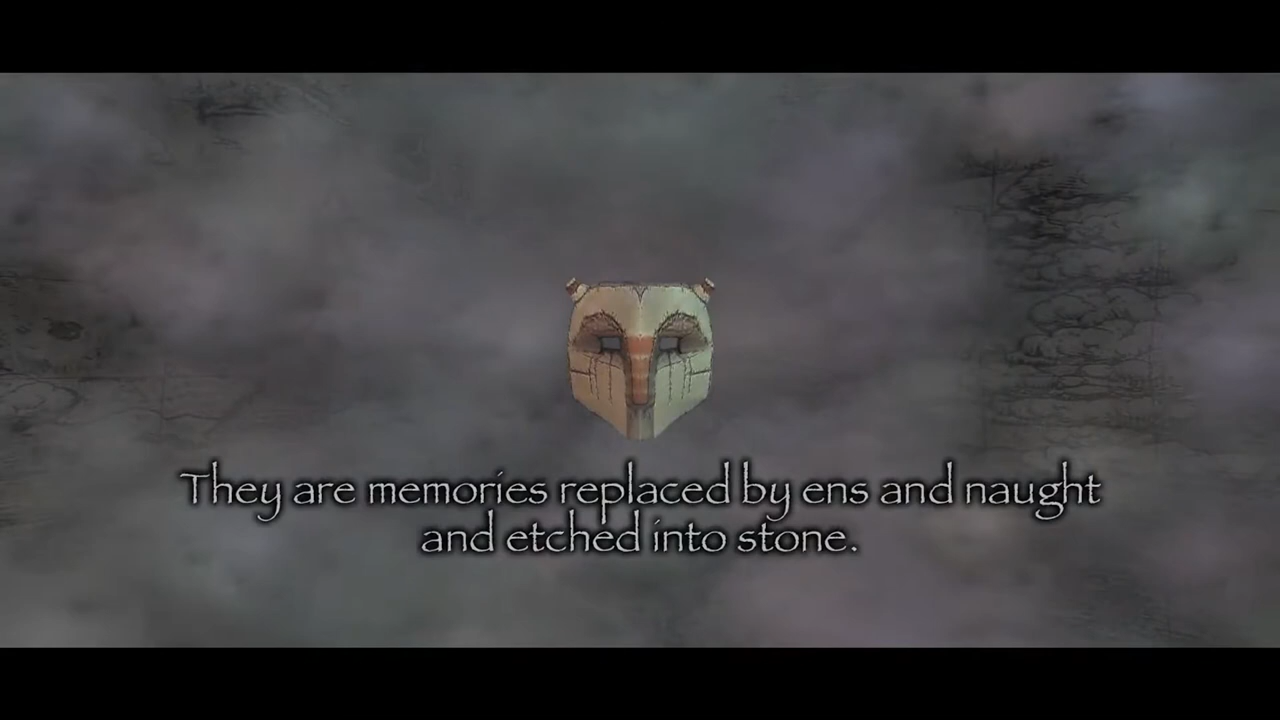 They are memories replaced by ens and naught
and etched into stone.